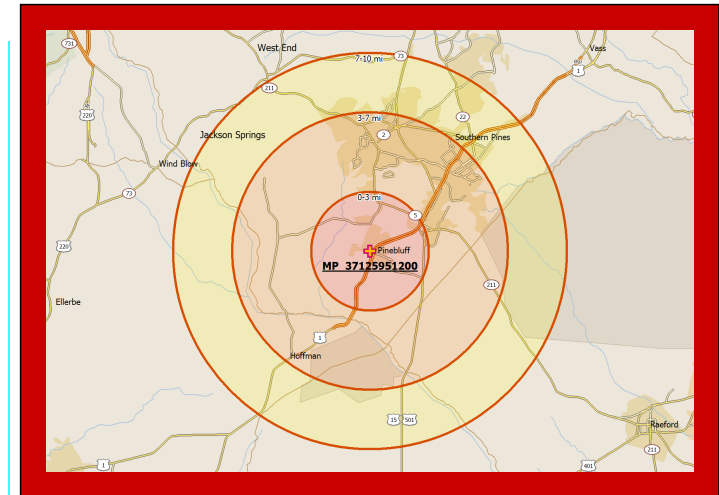 731
West End
73
Vass
7-10 mi
1
211
220
3-7 mi
22
Jackson Springs
2
Southern Pines
Wind Blow
73
0-3 mi
5
220
Pinebluff
MP_37125951200
211
Ellerbe
1
Hoffman
15
501
Raeford
211
1
401